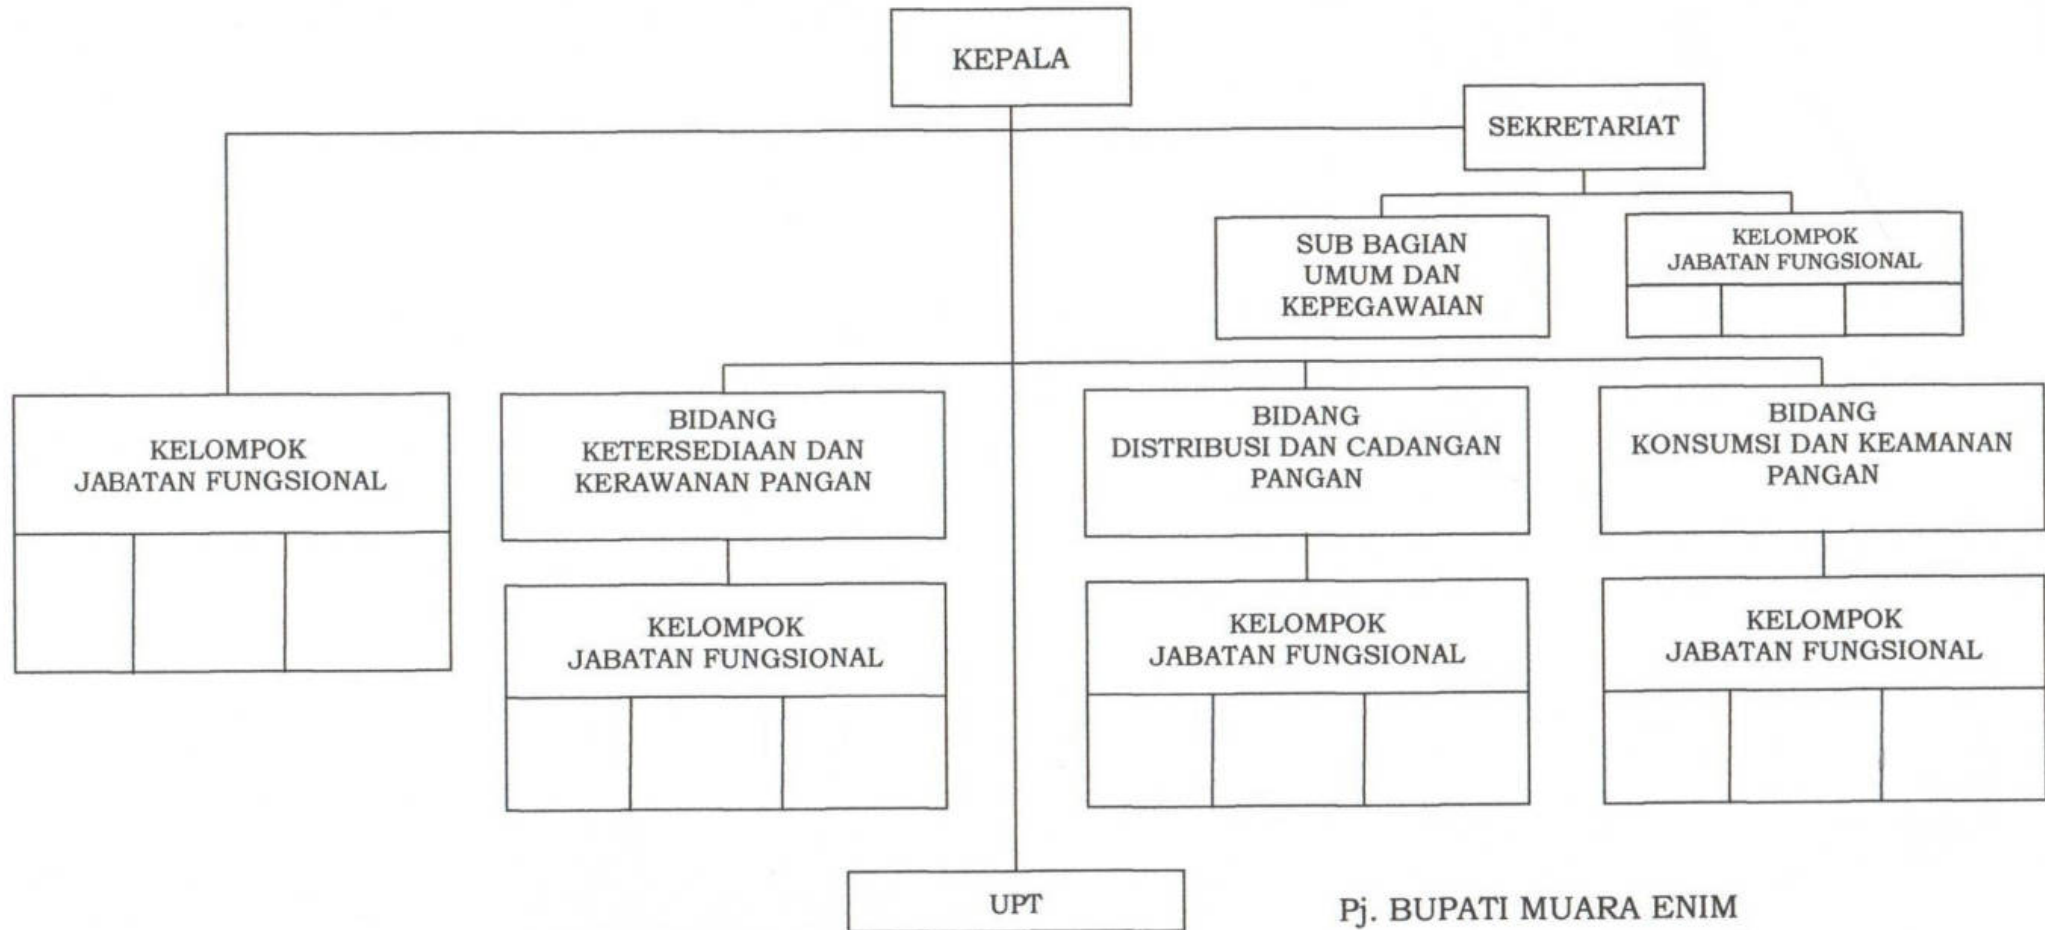 KEPALA
SEKRETARIAT
SUB BAGIAN
UMUM DAN
KEPEGAWAIAN
KELOMPOK
JABATAN FUNGSIONAL
KELOMPOK
JABATAN FUNGSIONAL
BIDANG
KETERSEDIAAN DAN
KERAWANAN PANGAN
BIDANG
DISTRIBUSI DAN CADANGAN
PANGAN
BIDANG
KONSUMSI DAN KEAMANAN
PANGAN
KELOMPOK
JABATAN FUNGSIONAL
KELOMPOK
JABATAN FUNGSIONAL
KELOMPOK
JABATAN FUNGSIONAL
UPT
Pj. BUPATI MUARA ENIM